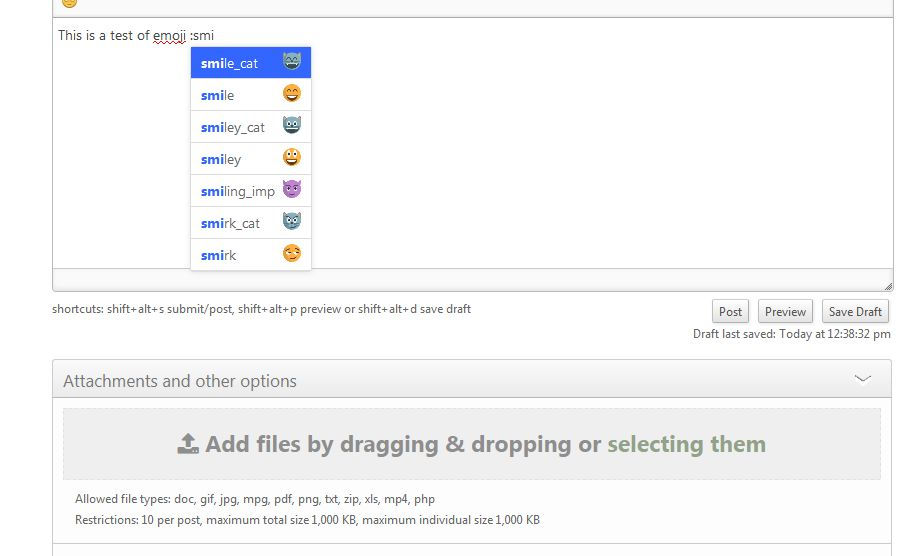 This is a test of emoji :smi
smile_cat
smile
smiley_cat
smiley
smiling_imp
smirk_cat
smirk
shortcuts: shift+alt+s submit/post, shift+alt+p preview or shift+alt+d save draft
Post Preview Save Draft
Draft last saved: Today at 12:38:32 pm
Attachments and other options
Add files by dragging & dropping or selecting them
Allowed file types: doc, gif, jpg, mpg, pdf, png, txt, zip, xls, mp4, php
Restrictions: 10 per post, maximum total size 1,000 KB, maximum individual size 1,000 KB